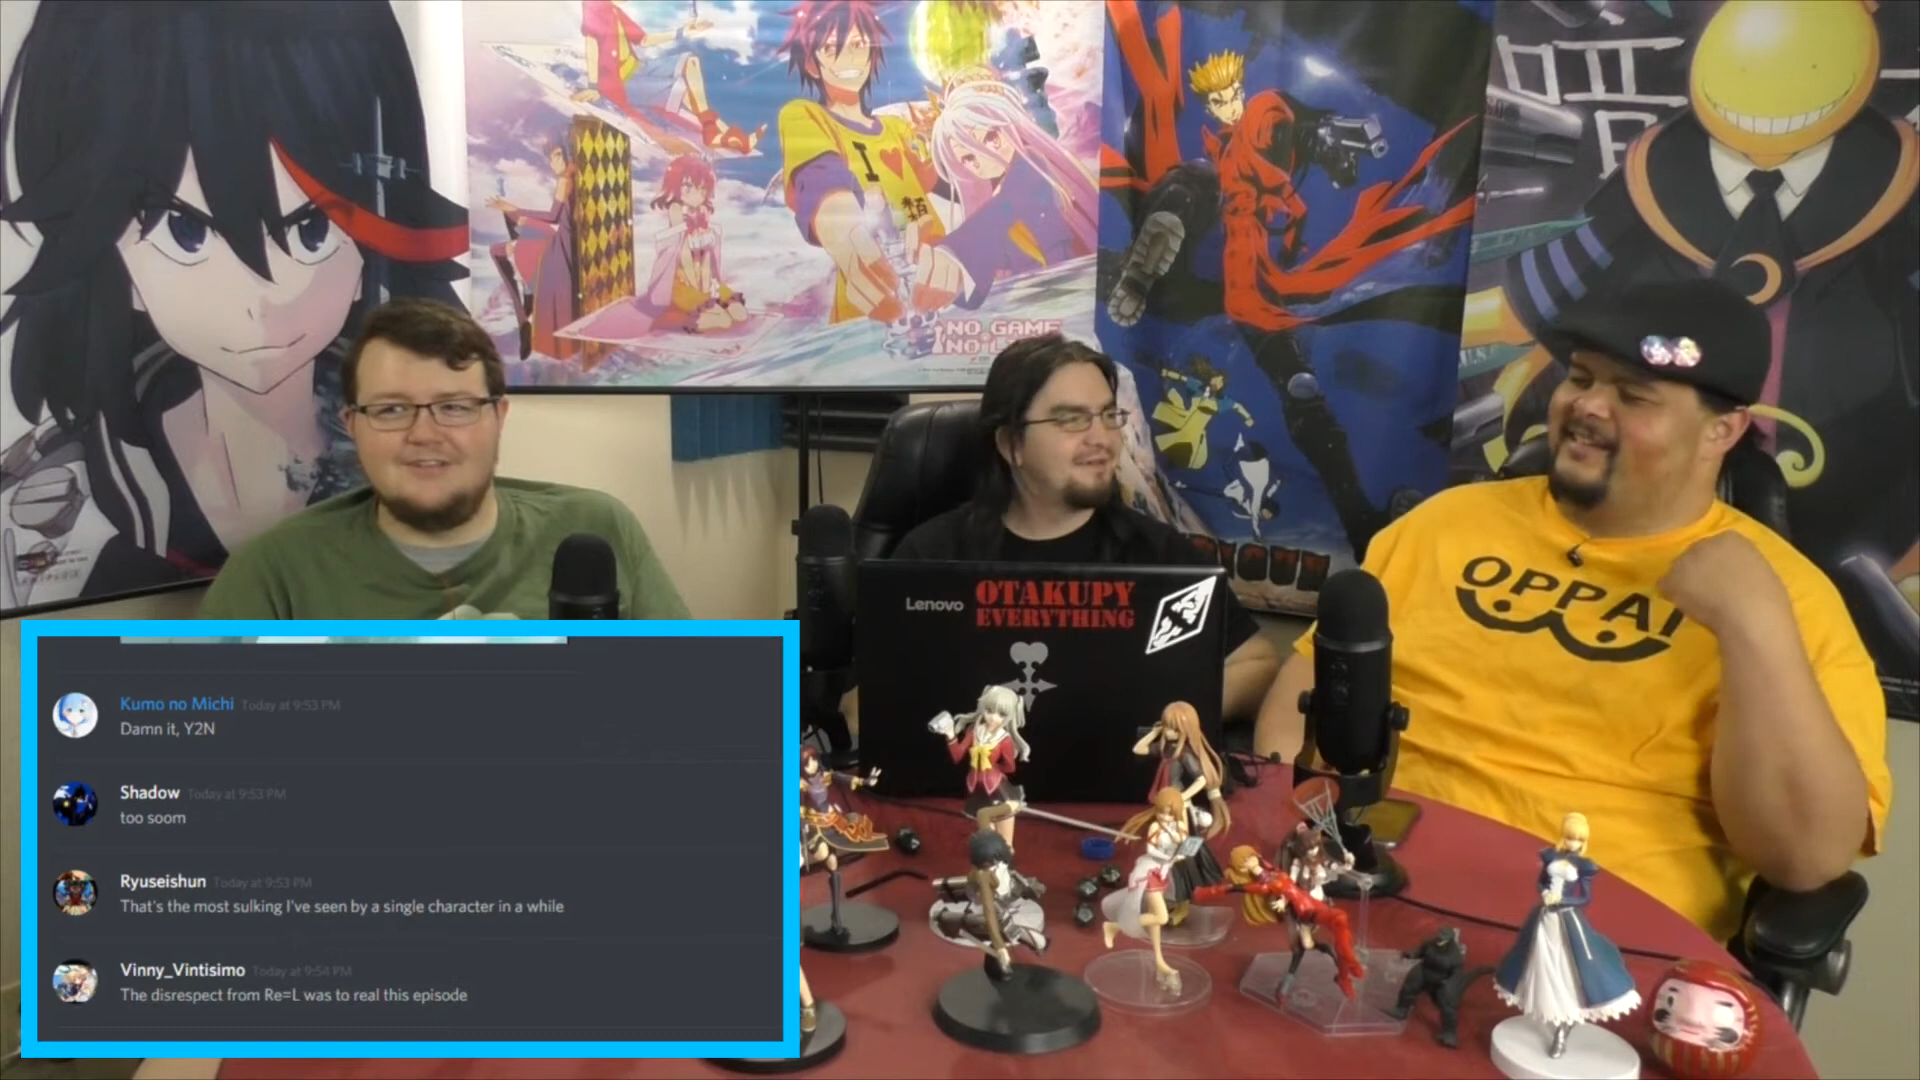 I
NO GAME
NO
Lenovo
OTAKUPY
EVERYTHING
OPPAI
Kumo no Michi Today at 9:53 PM
Damn it, Y2N
Shadow Today at 9:53 PM
too soom
Ryuseishun Today at 9:53 PM
That's the most sulking I've seen by a single character in a while
Vinny_Vintisimo Today at 9:54 PM
The disrespect from Re=L was to real this episode